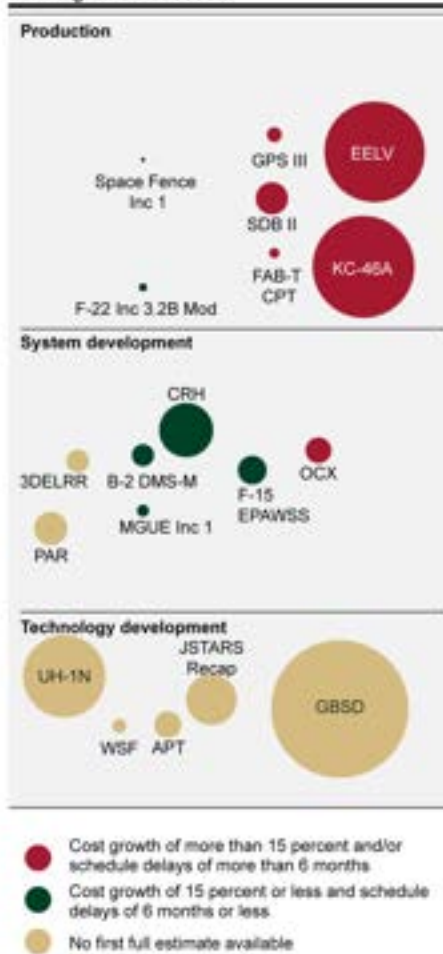 Production
EELV
GPS III
Space Fence
Inc 1
SDB II
KC-46A
FAB-T
CPT
F-22 Inc 3.2B Mod
System development
CRH
3DELRR
B-2 DMS-M
OCX
F-15
EPAWSS
MGUE Inc 1
PAR
Technology development
JSTARS
Recap
UH-1N
GBSD
WSF
APT
Cost growth of more than 15 percent and/or
schedule delays of more than 6 months
Cost growth of 15 percent or less and schedule
delays of 6 months or less
No first full estimate available